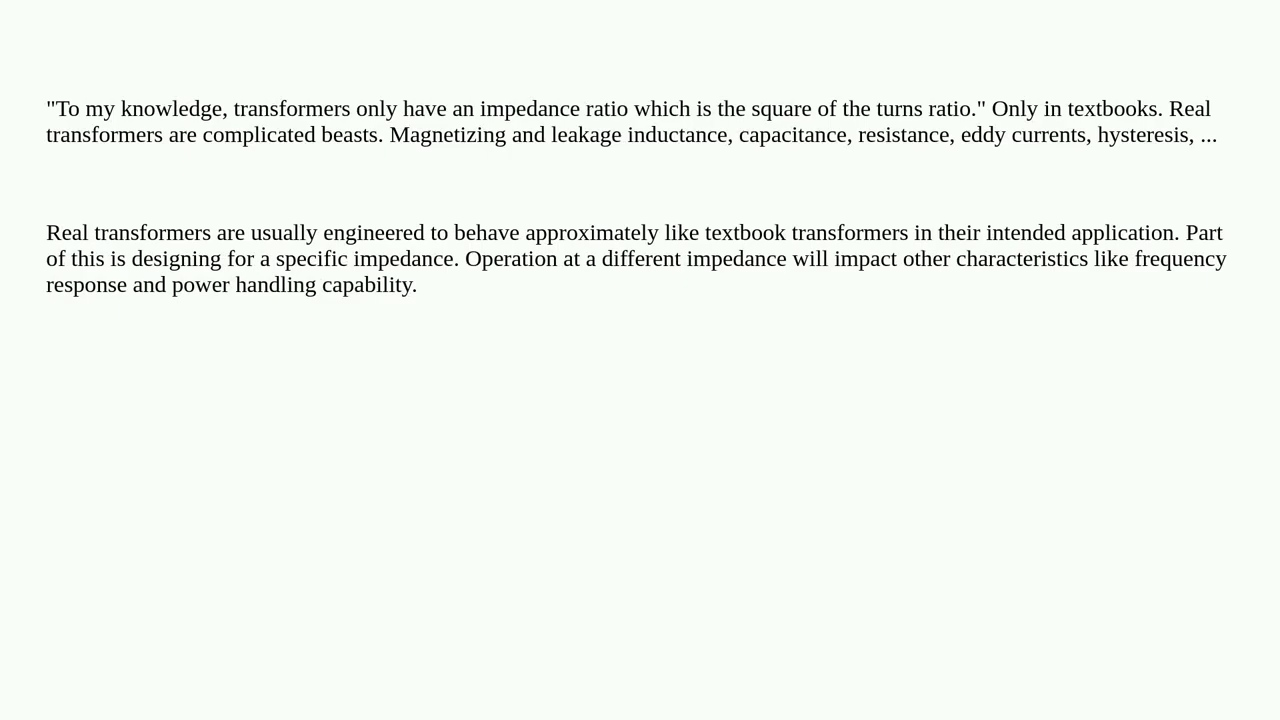 "To my knowledge, transformers only have an impedance ratio which is the square of the turns ratio." Only in textbooks. Real
transformers are complicated beasts. Magnetizing and leakage inductance, capacitance, resistance, eddy currents, hysteresis, ...
Real transformers are usually engineered to behave approximately like textbook transformers in their intended application. Part
of this is designing for a specific impedance. Operation at a different impedance will impact other characteristics like frequency
response and power handling capability.